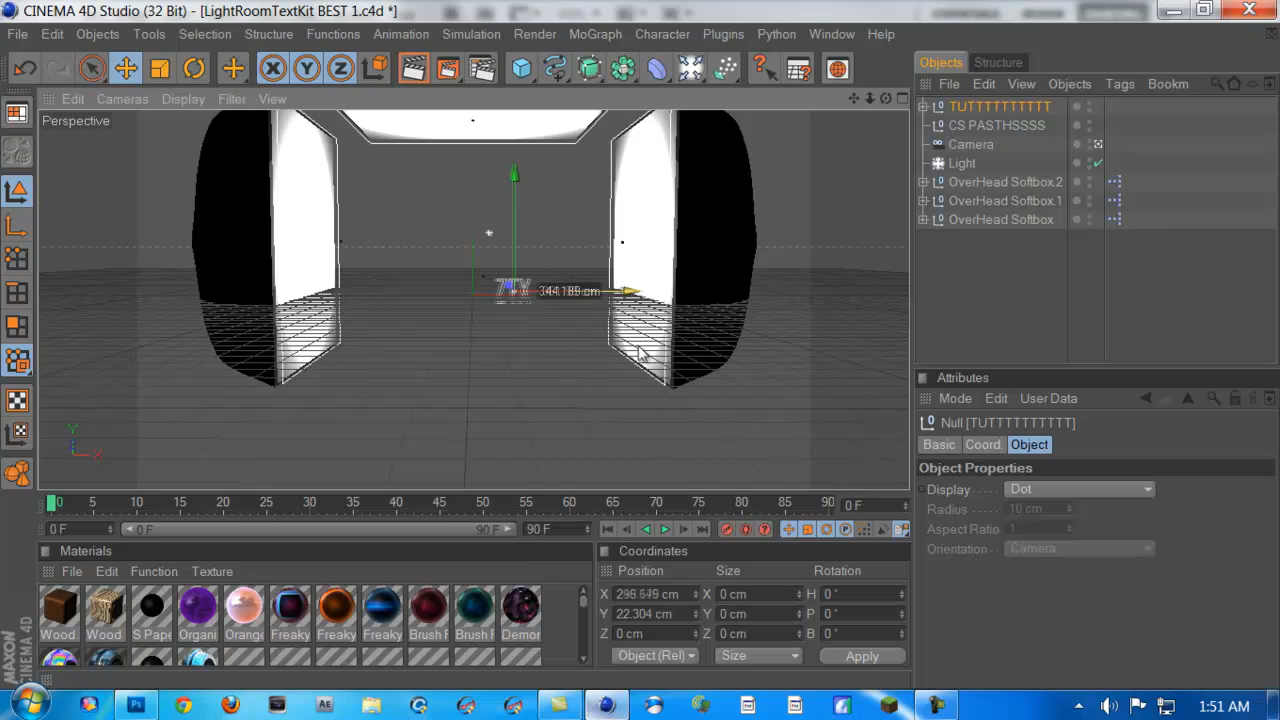 CINEMA 4D Studio (32 Bit) - [LightRoomTextKit BEST 1.c4d *]
File Edit Objects Tools Selection Structure Functions Animation Simulation Render MoGraph Character Plugins Python Window Help
X Y Z
Edit Cameras Display Filter View
Perspective
344.189 cm
Y
X
0 5 10 15 20 25 30 35 40 45 50 55 60 65 70 75 80 85 90 0 F
0 F 0 F 90 F 90 F
Materials
File Edit Function Texture
Wood Wood S Pape Organi Orange Freaky Freaky Freaky Brush F Brush F Demor
Coordinates
Position Size Rotation
X 296.649 cm X 0 cm H 0 °
Y 22.304 cm Y 0 cm P 0 °
Z 0 cm Z 0 cm B 0 °
Object (Rel) Size Apply
MAXON
CINEMA 4D
Objects Structure
File Edit View Objects Tags Bookm
TUTTTTTTTTTT
CS PASTHSSSS
Camera
Light
OverHead Softbox.2
OverHead Softbox.1
OverHead Softbox
Attributes
Mode Edit User Data
Null [TUTTTTTTTTTT]
Basic Coord. Object
Object Properties
Display Dot
Radius 10 cm
Aspect Ratio 1
Orientation Camera
Ps AE
1:51 AM